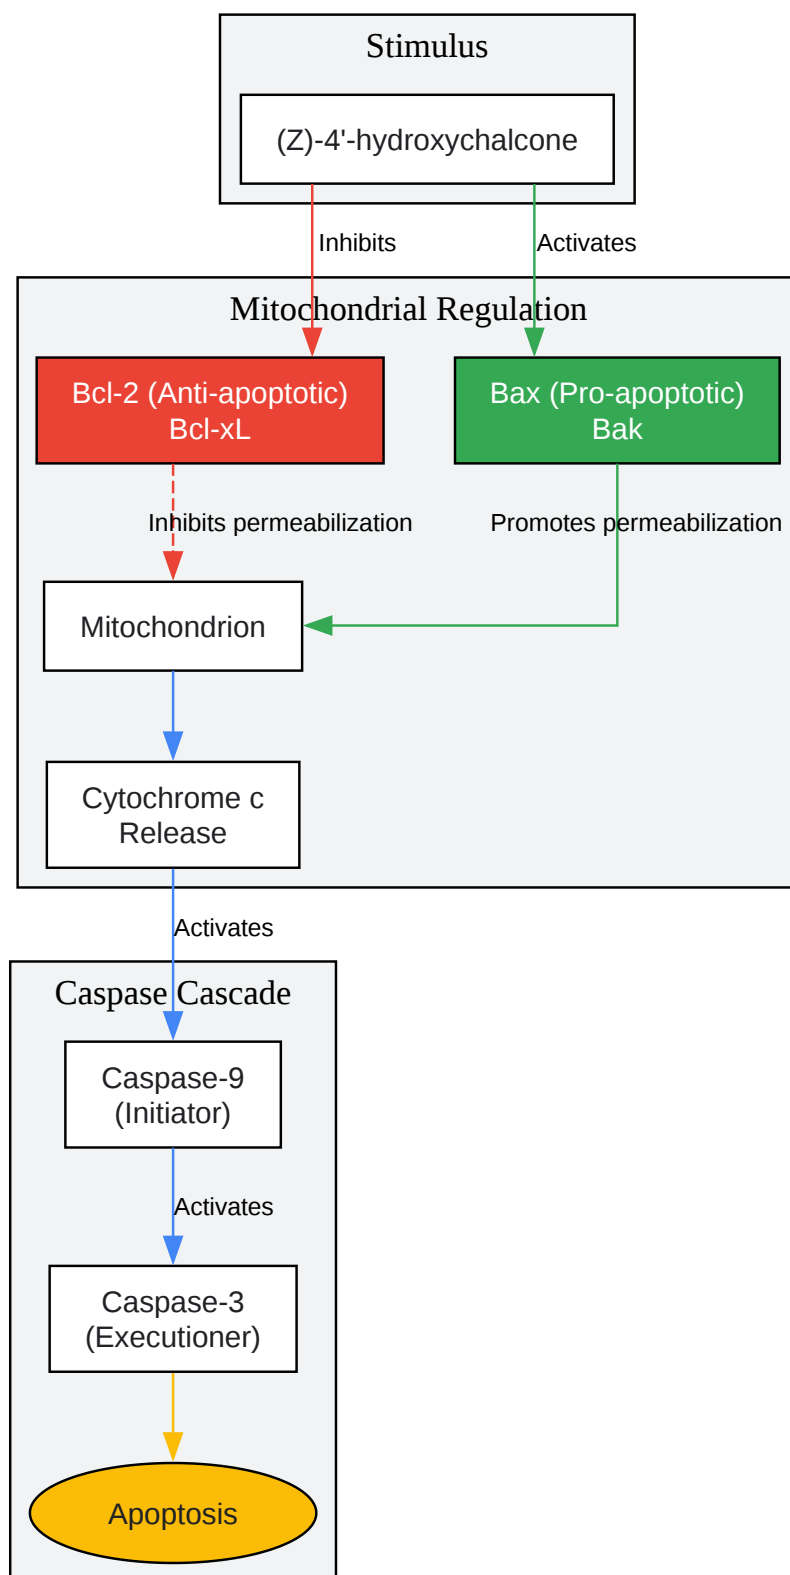 Stimulus
(Z)-4'-hydroxychalcone
Inhibits
Activates
Mitochondrial Regulation
Bcl-2 (Anti-apoptotic)
Bcl-xL
Bax (Pro-apoptotic)
Bak
Inhibits permeabilization
Promotes permeabilization
Mitochondrion
Cytochrome c
Release
Activates
Caspase Cascade
Caspase-9
(Initiator)
Activates
Caspase-3
(Executioner)
Apoptosis